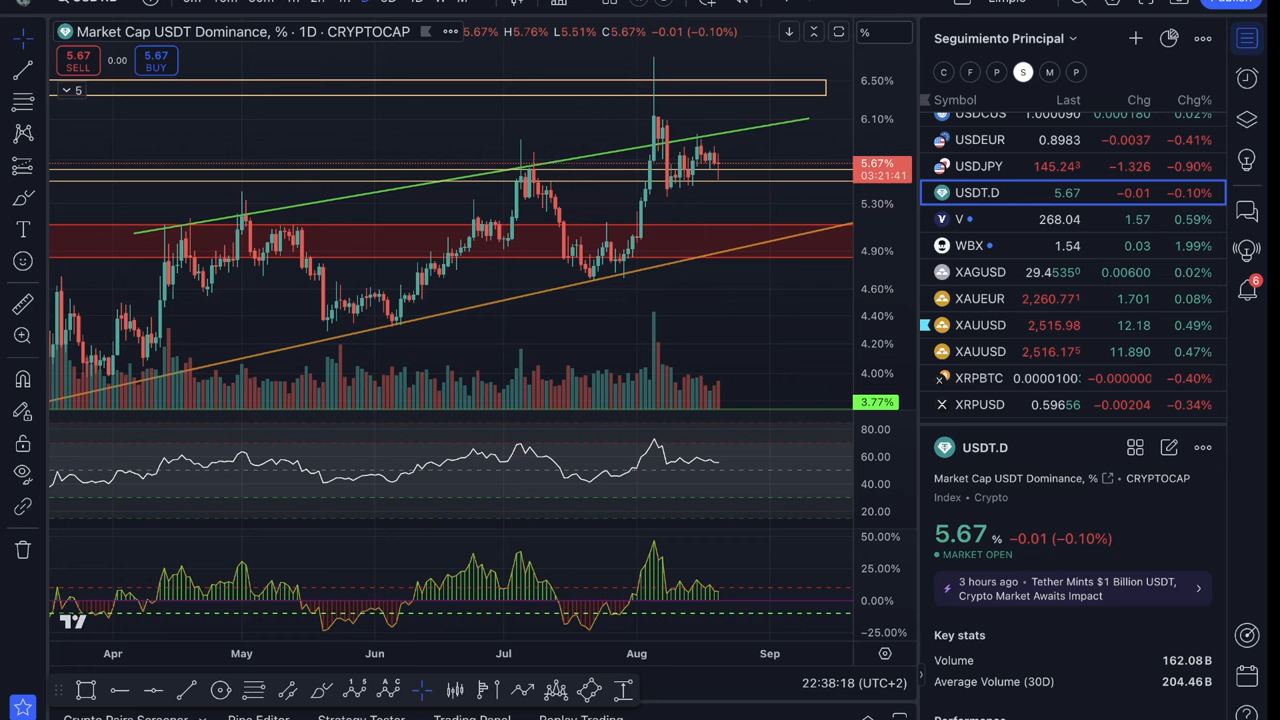 Market Cap USDT Dominance, % · 1D · CRYPTOCAP
5.67% H5.76% L5.51% C5.67% −0.01 (−0.10%)
%
5.67
SELL
0.00
5.67
BUY
5
6.50%
6.10%
5.67%
03:21:41
5.30%
4.90%
4.60%
4.40%
4.20%
4.00%
3.77%
80.00
60.00
40.00
20.00
50.00%
25.00%
0.00%
−25.00%
Apr May Jun Jul Aug Sep
22:38:18 (UTC+2)
Seguimiento Principal
C F P S M P
Symbol Last Chg Chg%
USDCUS 1.000090 0.000180 0.02%
USDEUR 0.8983 −0.0037 −0.41%
USDJPY 145.243 −1.326 −0.90%
USDT.D 5.67 −0.01 −0.10%
V 268.04 1.57 0.59%
WBX 1.54 0.03 1.99%
XAGUSD 29.45350 0.00600 0.02%
XAUEUR 2,260.771 1.701 0.08%
XAUUSD 2,515.98 12.18 0.49%
XAUUSD 2,516.175 11.890 0.47%
XRPBTC −0.40%
XRPUSD 0.59656 −0.00204 −0.34%
6
USDT.D
Market Cap USDT Dominance, % • CRYPTOCAP
Index • Crypto
5.67 % −0.01 (−0.10%)
MARKET OPEN
3 hours ago • Tether Mints $1 Billion USDT,
Crypto Market Awaits Impact
Key stats
Volume 162.08B
Average Volume (30D) 204.46B